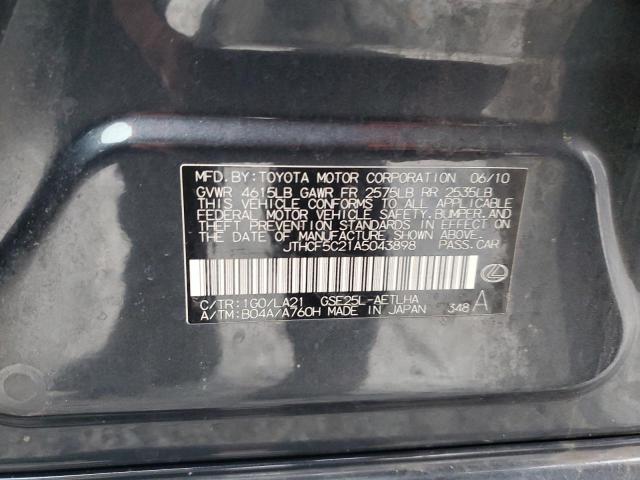 MFD. BY: TOYOTA MOTOR CORPORATION 06/10
GVWR 4615LB GAWR FR 2575LB RR 2535LB
THIS VEHICLE CONFORMS TO ALL APPLICABLE
FEDERAL MOTOR VEHICLE SAFETY, BUMPER, AND
THEFT PREVENTION STANDARDS IN EFFECT ON
THE DATE OF MANUFACTURE SHOWN ABOVE.
JTHCF5C21A5043898 PASS. CAR
C/TR: 1G0/LA21 GSE25L-AETLHA
A/TM: B04A/A760H MADE IN JAPAN 348 A